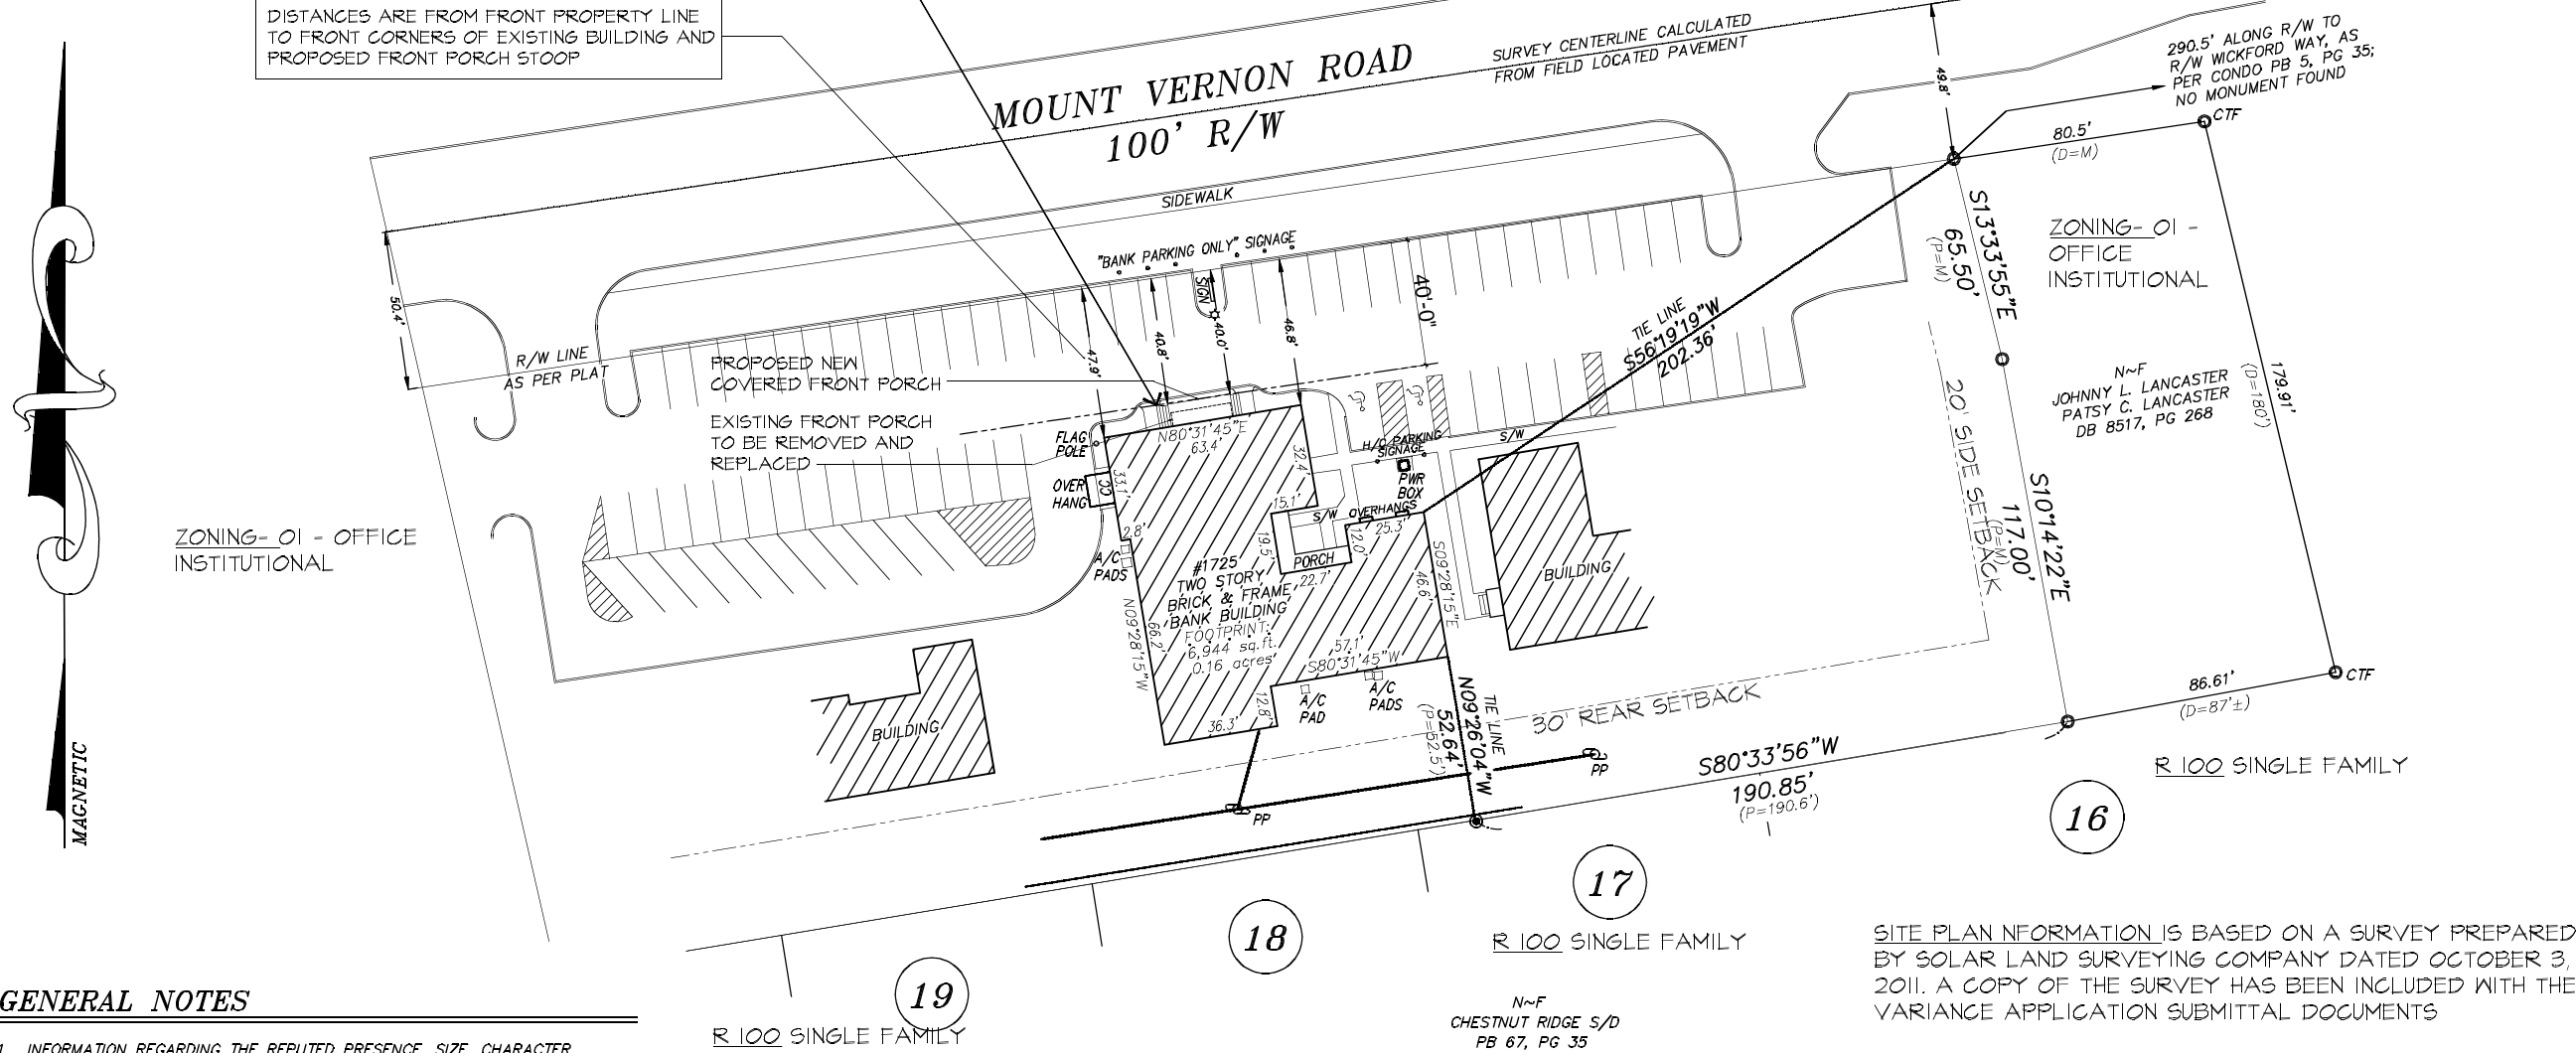 DISTANCES ARE FROM FRONT PROPERTY LINE
TO FRONT CORNERS OF EXISTING BUILDING AND
PROPOSED FRONT PORCH STOOP
MOUNT VERNON ROAD
100' R/W
SURVEY CENTERLINE CALCULATED
FROM FIELD LOCATED PAVEMENT
49.8'
290.5' ALONG R/W TO
R/W WICKFORD WAY, AS
PER CONDO PB 5, PG 35;
NO MONUMENT FOUND
CTF
80.5'
(D=M)
SIDEWALK
"BANK PARKING ONLY" SIGNAGE
SIGN
50.4'
R/W LINE
AS PER PLAT
47.9'
40.8'
40.0'
46.8'
40'-0"
TIE LINE
S56°19'19"W
202.36'
S13°33'55"E
65.50'
(P=M)
ZONING- OI -
OFFICE
INSTITUTIONAL
N~F
JOHNNY L. LANCASTER
PATSY C. LANCASTER
DB 8517, PG 268
179.91'
(D=180')
20' SIDE SETBACK
S10°14'22"E
117.00'
(P=M)
PROPOSED NEW
COVERED FRONT PORCH
EXISTING FRONT PORCH
TO BE REMOVED AND
REPLACED
FLAG
POLE
OVER
HANG
CC
N80°31'45"E
63.4'
33.1'
32.4'
H/C PARKING
SIGNAGE
S/W
PWR
BOX
15.1'
S/W
OVERHANGS
25.3'
12.0'
19.5'
PORCH
22.7'
2.8'
A/C
PADS
#1725
TWO STORY
BRICK & FRAME
BANK BUILDING
FOOTPRINT:
6,944 sq.ft.
0.16 acres
N09°28'15"W
66.2'
S09°28'15"E
46.6'
57.1'
S80°31'45"W
12.8'
36.3'
A/C
PAD
A/C
PADS
BUILDING
BUILDING
ZONING- OI - OFFICE
INSTITUTIONAL
MAGNETIC
TIE LINE
N09°26'04"W
52.64'
(P=52.5')
30' REAR SETBACK
PP
PP
S80°33'56"W
190.85'
(P=190.6')
86.61'
(D=87'±)
CTF
R 100 SINGLE FAMILY
16
17
18
19
R 100 SINGLE FAMILY
R 100 SINGLE FAMILY
N~F
CHESTNUT RIDGE S/D
PB 67, PG 35
SITE PLAN NFORMATION IS BASED ON A SURVEY PREPARED
BY SOLAR LAND SURVEYING COMPANY DATED OCTOBER 3,
2011. A COPY OF THE SURVEY HAS BEEN INCLUDED WITH THE
VARIANCE APPLICATION SUBMITTAL DOCUMENTS
GENERAL NOTES
1. INFORMATION REGARDING THE REPUTED PRESENCE, SIZE, CHARACTER